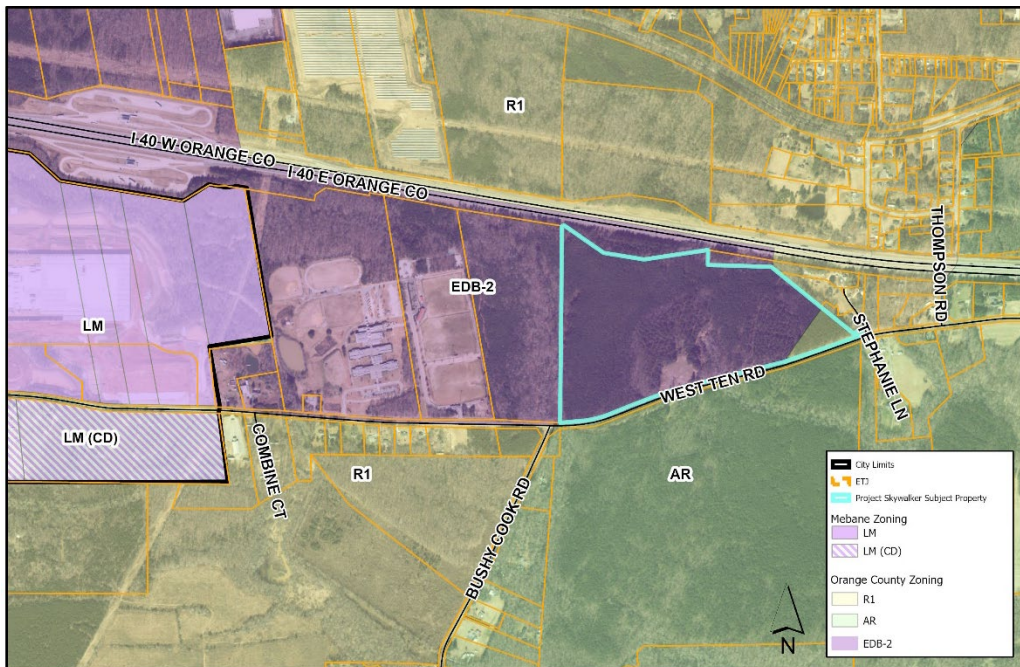 R1
I 40 W ORANGE CO
I 40 E ORANGE CO
THOMPSON RD
EDB-2
LM
STEPHANIE LN
WEST TEN RD
LM (CD)
COMBINE CT
R1
AR
BUSHY COOK RD
City Limits
ETJ
Project Skywalker Subject Property
Mebane Zoning
LM
LM (CD)
Orange County Zoning
R1
AR
EDB-2
N